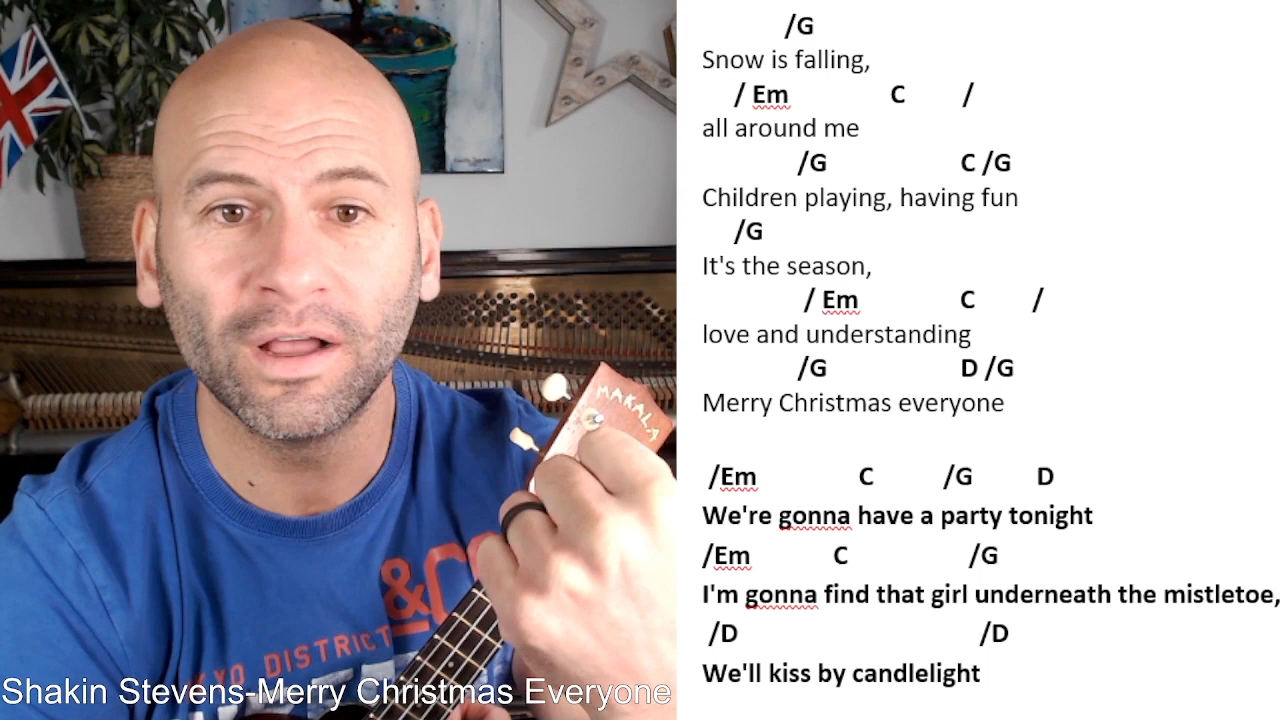 /G
Snow is falling,
/ Em C /
all around me
/G C /G
Children playing, having fun
/G
It's the season,
/ Em C /
love and understanding
/G D /G
Merry Christmas everyone
/Em C /G D
We're gonna have a party tonight
/Em C /G
I'm gonna find that girl underneath the mistletoe,
/D /D
We'll kiss by candlelight
MAKALA
&C
YO DISTRICT
Shakin Stevens-Merry Christmas Everyone